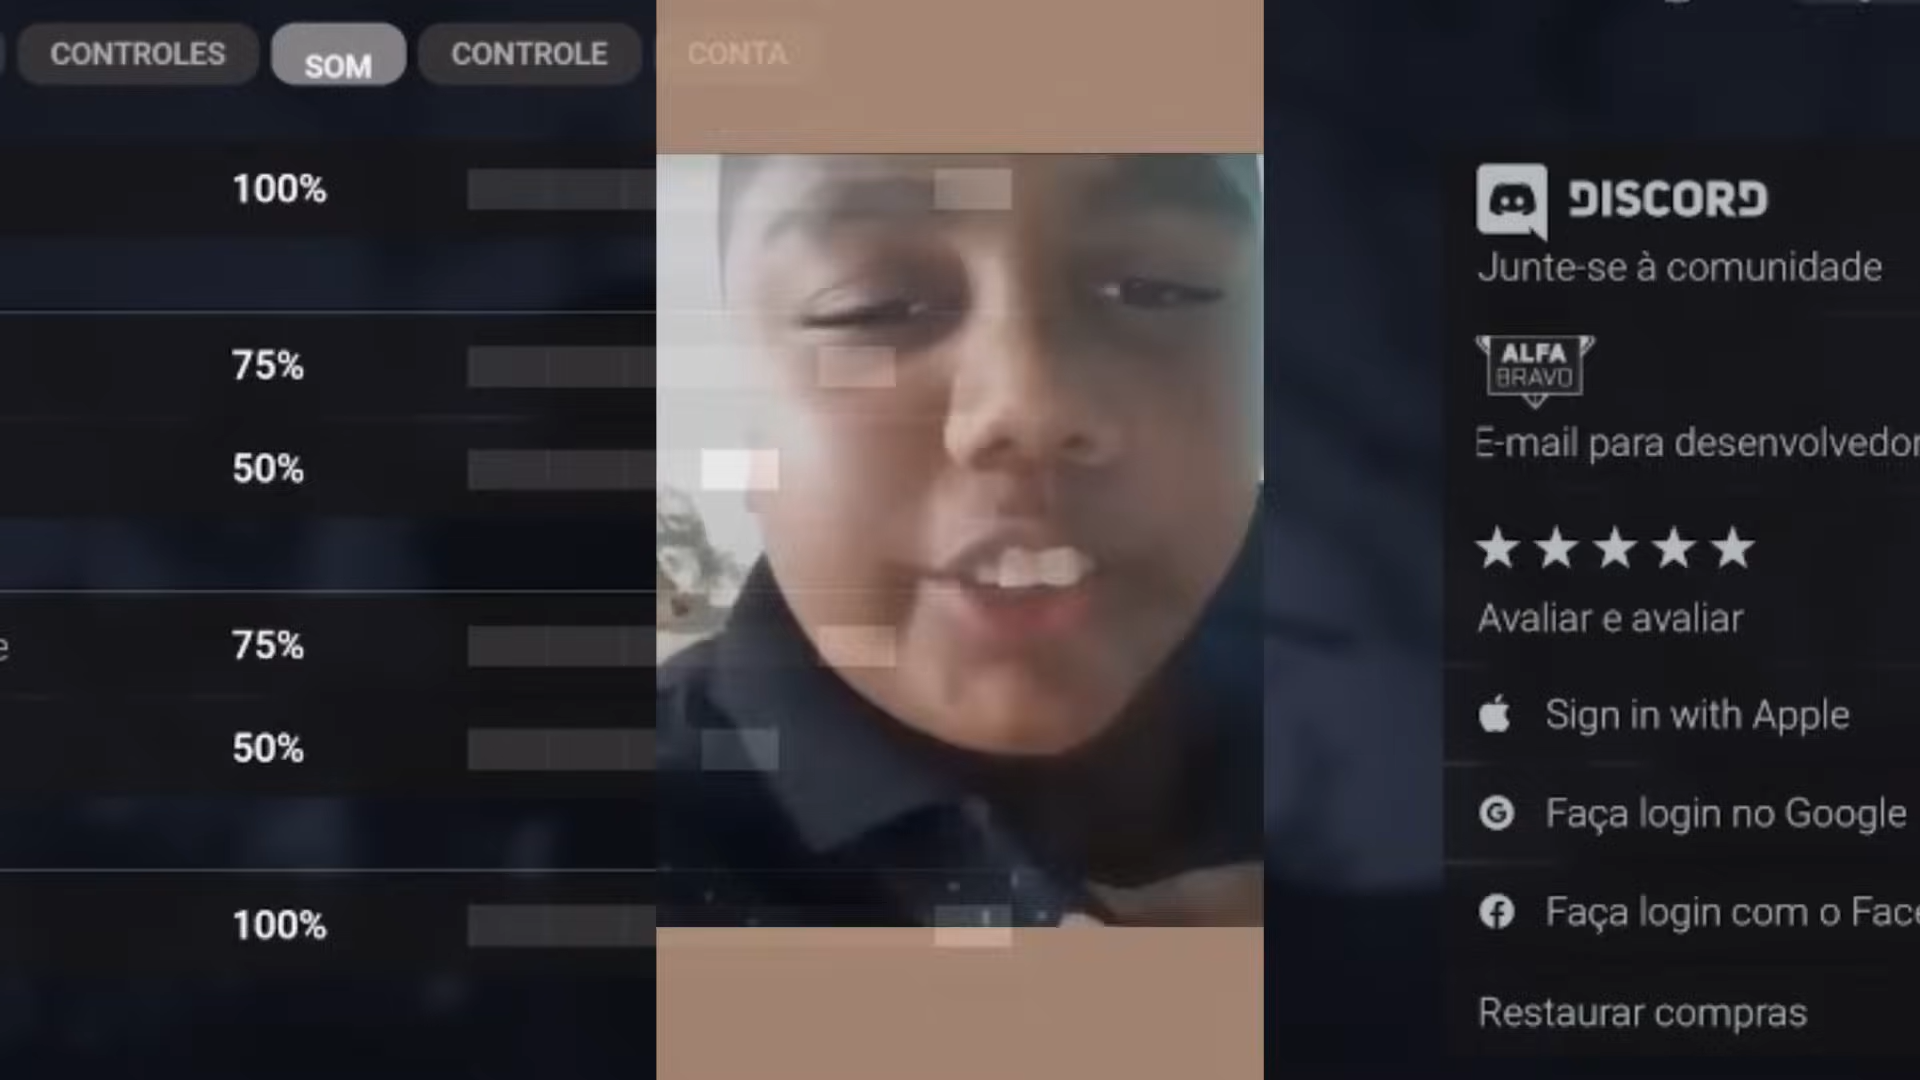 CONTROLES
SOM
CONTROLE
CONTA
100%
75%
50%
75%
50%
100%
DISCORD
Junte-se à comunidade
ALFA
BRAVO
E-mail para desenvolvedor
Avaliar e avaliar
Sign in with Apple
Faça login no Google
Faça login com o Face
Restaurar compras